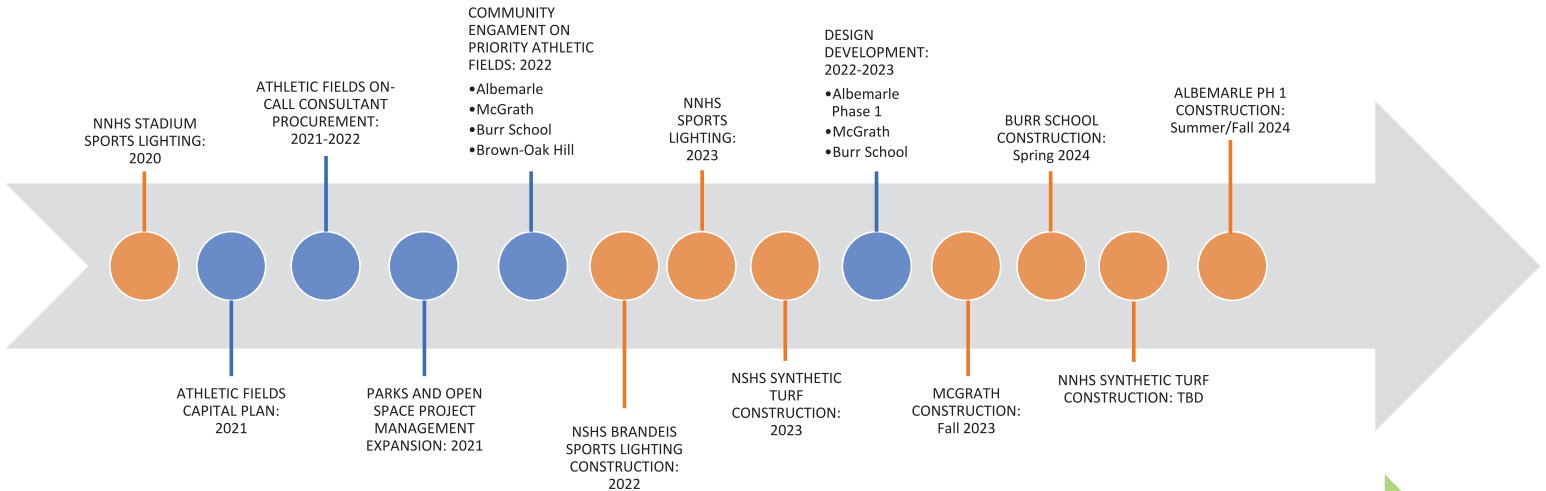 NNHS STADIUM
SPORTS LIGHTING:
2020
ATHLETIC FIELDS
CAPITAL PLAN:
2021
ATHLETIC FIELDS ON-
CALL CONSULTANT
PROCUREMENT:
2021-2022
PARKS AND OPEN
SPACE PROJECT
MANAGEMENT
EXPANSION: 2021
COMMUNITY
ENGAMENT ON
PRIORITY ATHLETIC
FIELDS: 2022
•Albemarle
•McGrath
•Burr School
•Brown-Oak Hill
NSHS BRANDEIS
SPORTS LIGHTING
CONSTRUCTION:
2022
NNHS
SPORTS
LIGHTING:
2023
NSHS SYNTHETIC
TURF
CONSTRUCTION:
2023
DESIGN
DEVELOPMENT:
2022-2023
•Albemarle
Phase 1
•McGrath
•Burr School
MCGRATH
CONSTRUCTION:
Fall 2023
BURR SCHOOL
CONSTRUCTION:
Spring 2024
NNHS SYNTHETIC TURF
CONSTRUCTION: TBD
ALBEMARLE PH 1
CONSTRUCTION:
Summer/Fall 2024